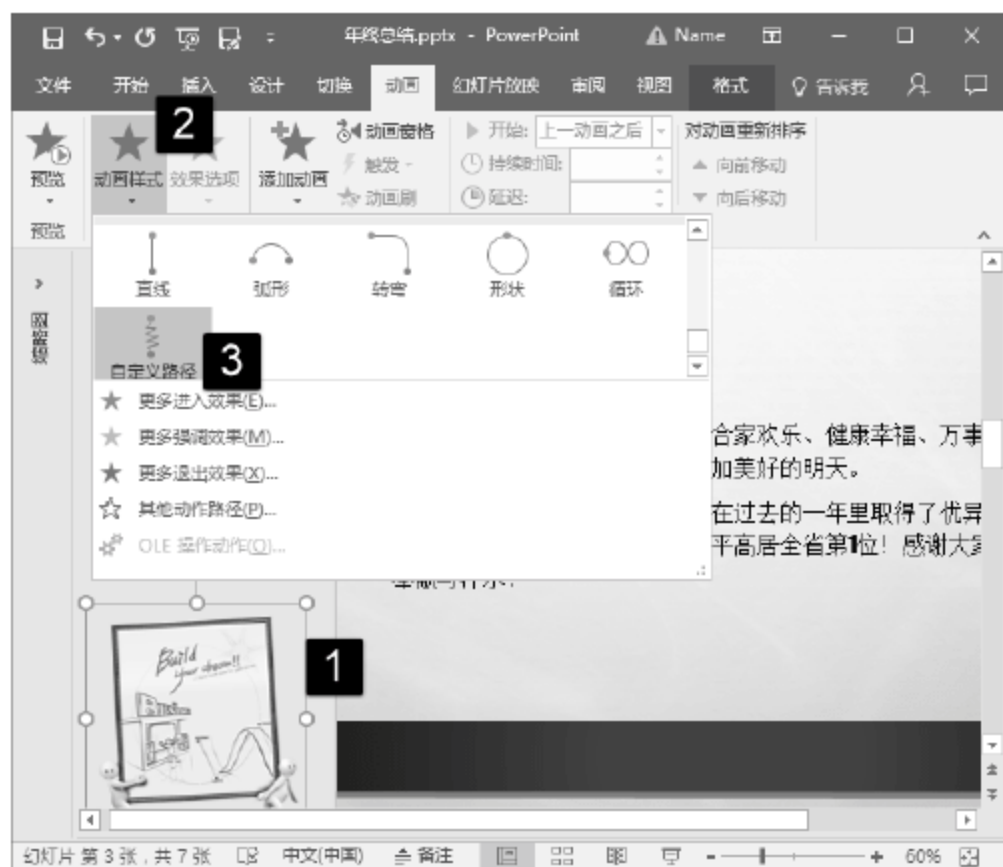 年终总结.pptx - PowerPoint Name
文件 开始 插入 设计 切换 动画 幻灯片放映 审阅 视图 格式 告诉我
2
预览 动画样式 效果选项 添加动画
动画窗格
触发
动画刷
开始: 上一动画之后
持续时间:
延迟:
对动画重新排序
向前移动
向后移动
预览
直线 弧形 转弯 形状 循环
自定义路径 3
更多进入效果(E)...
更多强调效果(M)...
更多退出效果(X)...
其他动作路径(P)...
OLE 操作动作(O)...
缩略图
合家欢乐、健康幸福、万事
加美好的明天。
在过去的一年里取得了优异
平高居全省第1位！感谢大家
1
Build
your dream!!
幻灯片 第 3 张，共 7 张 中文(中国) 备注 60%